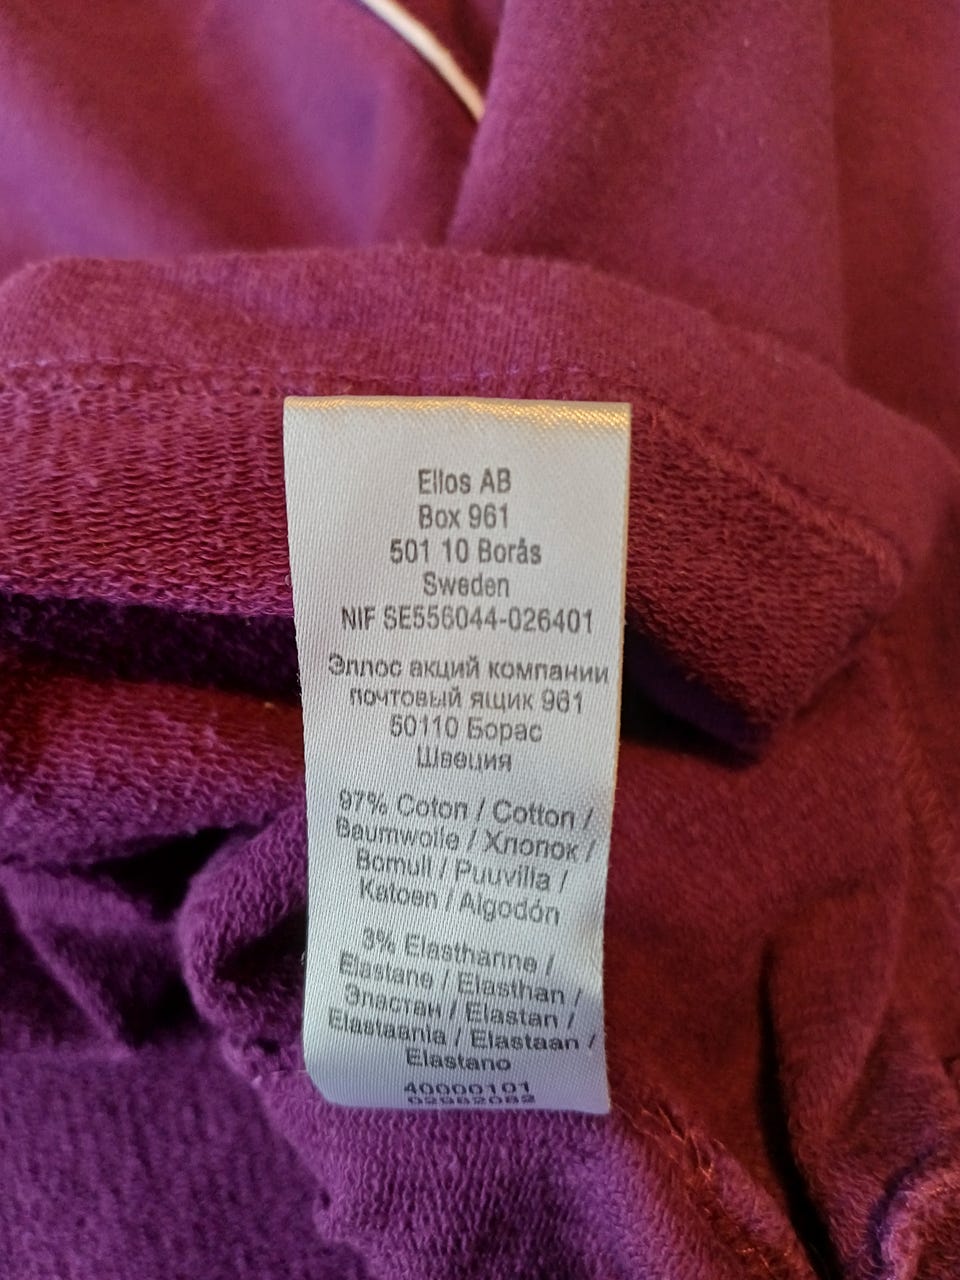 Ellos AB
Box 961
501 10 Borås
Sweden
NIF SE556044-026401
Эллос акций компании
почтовый ящик 961
50110 Борас
Швеция
97% Coton / Cotton /
Baumwolle / Хлопок /
Bomull / Puuvilla /
Katoen / Algodón
3% Elasthanne /
Elastane / Elasthan /
Эластан / Elastan /
Elastaania / Elastaan /
Elastano
40000101
02982082